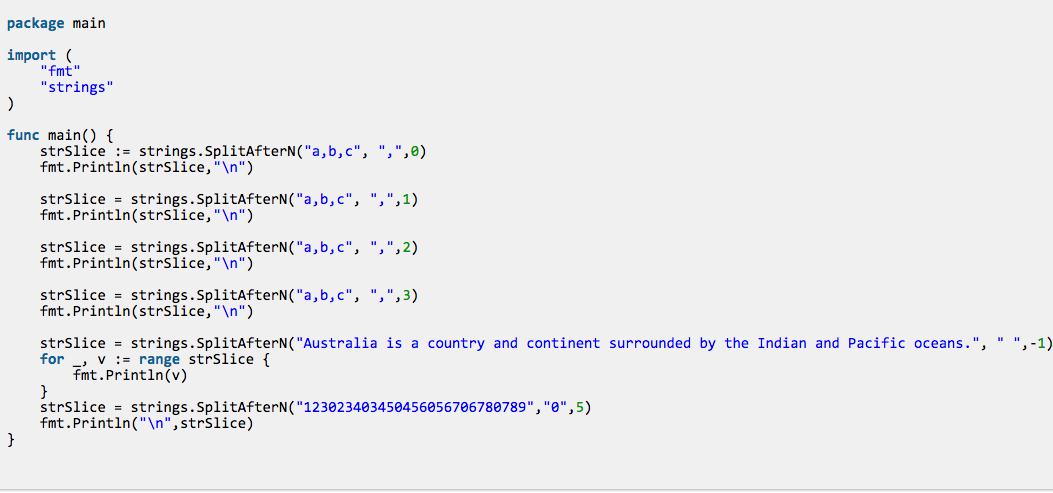 package main
import (
    "fmt"
    "strings"
)
func main() {
    strSlice := strings.SplitAfterN("a,b,c", ",",0)
    fmt.Println(strSlice,"\n")
    strSlice = strings.SplitAfterN("a,b,c", ",",1)
    fmt.Println(strSlice,"\n")
    strSlice = strings.SplitAfterN("a,b,c", ",",2)
    fmt.Println(strSlice,"\n")
    strSlice = strings.SplitAfterN("a,b,c", ",",3)
    fmt.Println(strSlice,"\n")
    strSlice = strings.SplitAfterN("Australia is a country and continent surrounded by the Indian and Pacific oceans.", " ",-1)
    for _, v := range strSlice {
        fmt.Println(v)
    }
    strSlice = strings.SplitAfterN("123023403450456056706780789","0",5)
    fmt.Println("\n",strSlice)
}